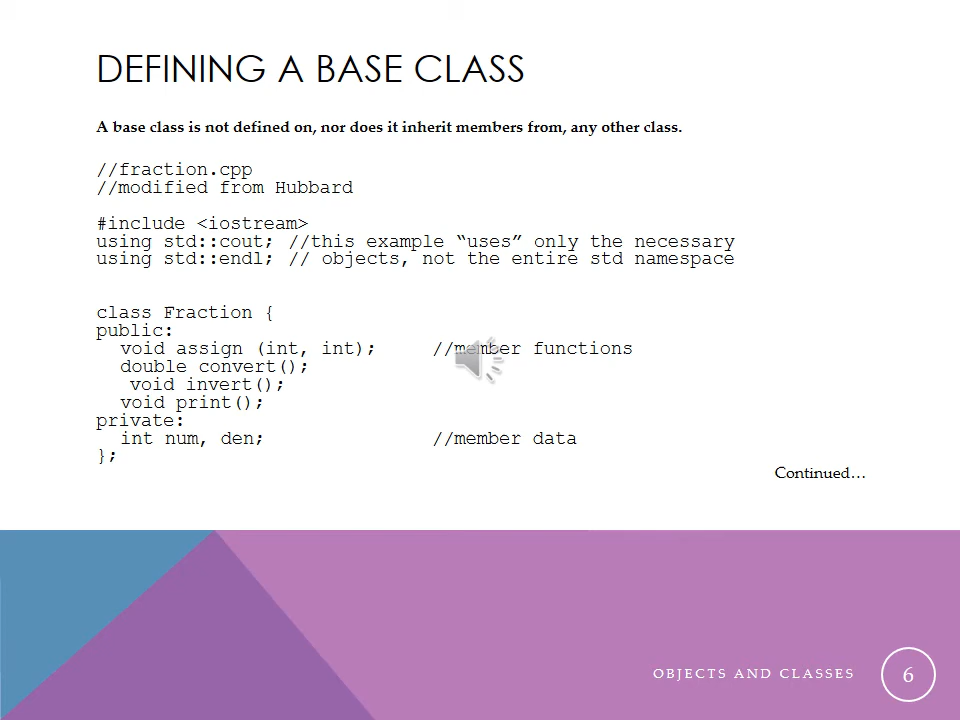 DEFINING A BASE CLASS
A base class is not defined on, nor does it inherit members from, any other class.
//fraction.cpp
//modified from Hubbard
#include <iostream>
using std::cout; //this example “uses” only the necessary
using std::endl; // objects, not the entire std namespace
class Fraction {
public:
void assign (int, int); //member functions
double convert();
void invert();
void print();
private:
int num, den; //member data
};
Continued…
OBJECTS AND CLASSES 6